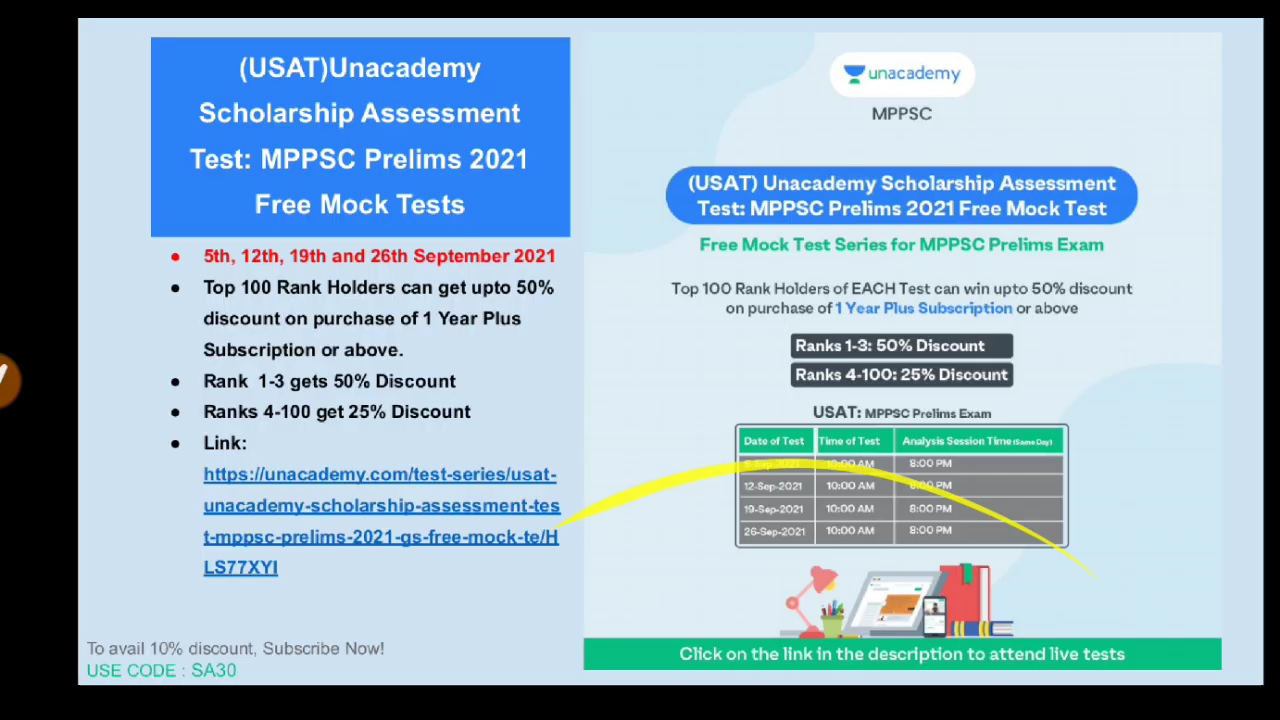 (USAT)Unacademy
Scholarship Assessment
Test: MPPSC Prelims 2021
Free Mock Tests
● 5th, 12th, 19th and 26th September 2021
● Top 100 Rank Holders can get upto 50%
discount on purchase of 1 Year Plus
Subscription or above.
● Rank 1-3 gets 50% Discount
● Ranks 4-100 get 25% Discount
● Link:
https://unacademy.com/test-series/usat-
unacademy-scholarship-assessment-tes
t-mppsc-prelims-2021-gs-free-mock-te/H
LS77XYI
To avail 10% discount, Subscribe Now!
USE CODE : SA30
unacademy
MPPSC
(USAT) Unacademy Scholarship Assessment
Test: MPPSC Prelims 2021 Free Mock Test
Free Mock Test Series for MPPSC Prelims Exam
Top 100 Rank Holders of EACH Test can win upto 50% discount
on purchase of 1 Year Plus Subscription or above
Ranks 1-3: 50% Discount
Ranks 4-100: 25% Discount
USAT: MPPSC Prelims Exam
Date of Test Time of Test Analysis Session Time (Same Day)
10:00 AM 8:00 PM
12-Sep-2021 10:00 AM 8:00 PM
19-Sep-2021 10:00 AM 8:00 PM
26-Sep-2021 10:00 AM 8:00 PM
Click on the link in the description to attend live tests